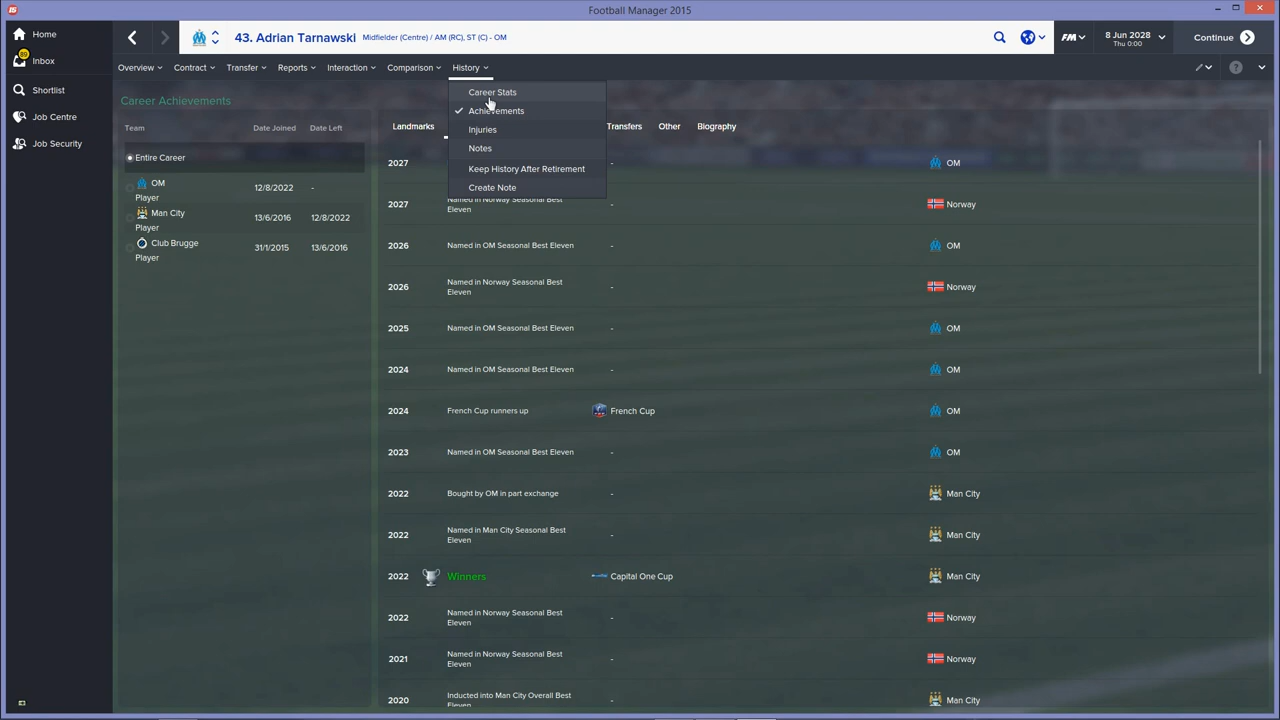 Football Manager 2015
Home
43. Adrian Tarnawski
Midfielder (Centre) / AM (RC), ST (C) - OM
FM
8 Jun 2028
Thu 0:00
Continue
89
Inbox
Overview
Contract
Transfer
Reports
Interaction
Comparison
History
?
Shortlist
Job Centre
Job Security
Career Stats
Achievements
Injuries
Notes
Keep History After Retirement
Create Note
Career Achievements
Team Date Joined Date Left
Entire Career
OM 12/8/2022 -
Player
Man City 13/6/2016 12/8/2022
Player
Club Brugge 31/1/2015 13/6/2016
Player
Landmarks Transfers Other Biography
2027 - OM
2027 Named in Norway Seasonal Best - Norway
Eleven
2026 Named in OM Seasonal Best Eleven - OM
2026 Named in Norway Seasonal Best - Norway
Eleven
2025 Named in OM Seasonal Best Eleven - OM
2024 Named in OM Seasonal Best Eleven - OM
2024 French Cup runners up French Cup OM
2023 Named in OM Seasonal Best Eleven - OM
2022 Bought by OM in part exchange - Man City
2022 Named in Man City Seasonal Best - Man City
Eleven
2022 Winners Capital One Cup Man City
2022 Named in Norway Seasonal Best - Norway
Eleven
2021 Named in Norway Seasonal Best - Norway
Eleven
2020 Inducted into Man City Overall Best - Man City
Eleven